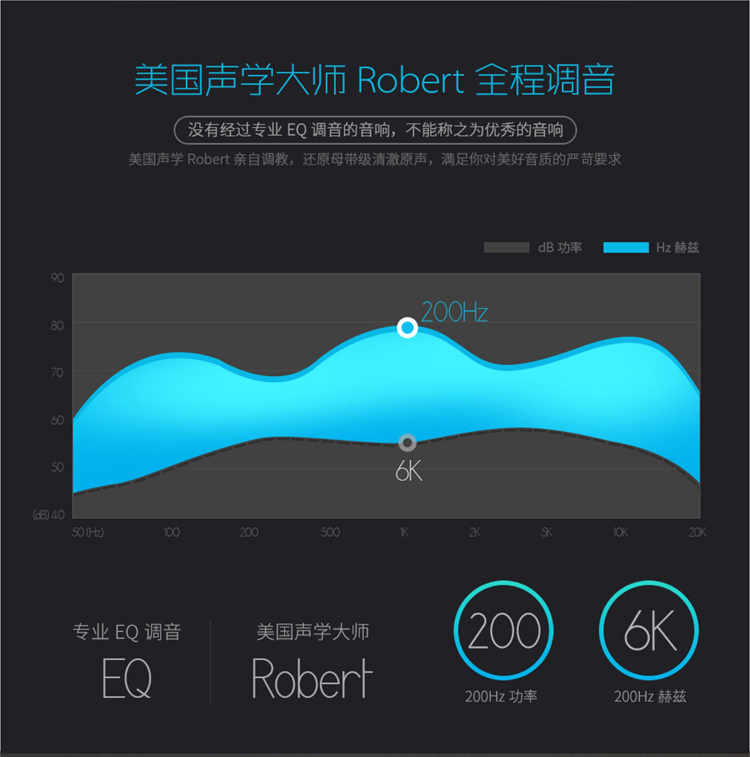 美国声学大师 Robert 全程调音
没有经过专业 EQ 调音的音响，不能称之为优秀的音响
美国声学 Robert 亲自调教，还原母带级清澈原声，满足你对美好音质的严苛要求
dB 功率 Hz 赫兹
90
200Hz
80
70
60
50
6K
(dB) 40
50 (Hz) 100 200 500 1K 2K 5K 10K 20K
专业 EQ 调音
EQ
美国声学大师
Robert
200
200Hz 功率
6K
200Hz 赫兹